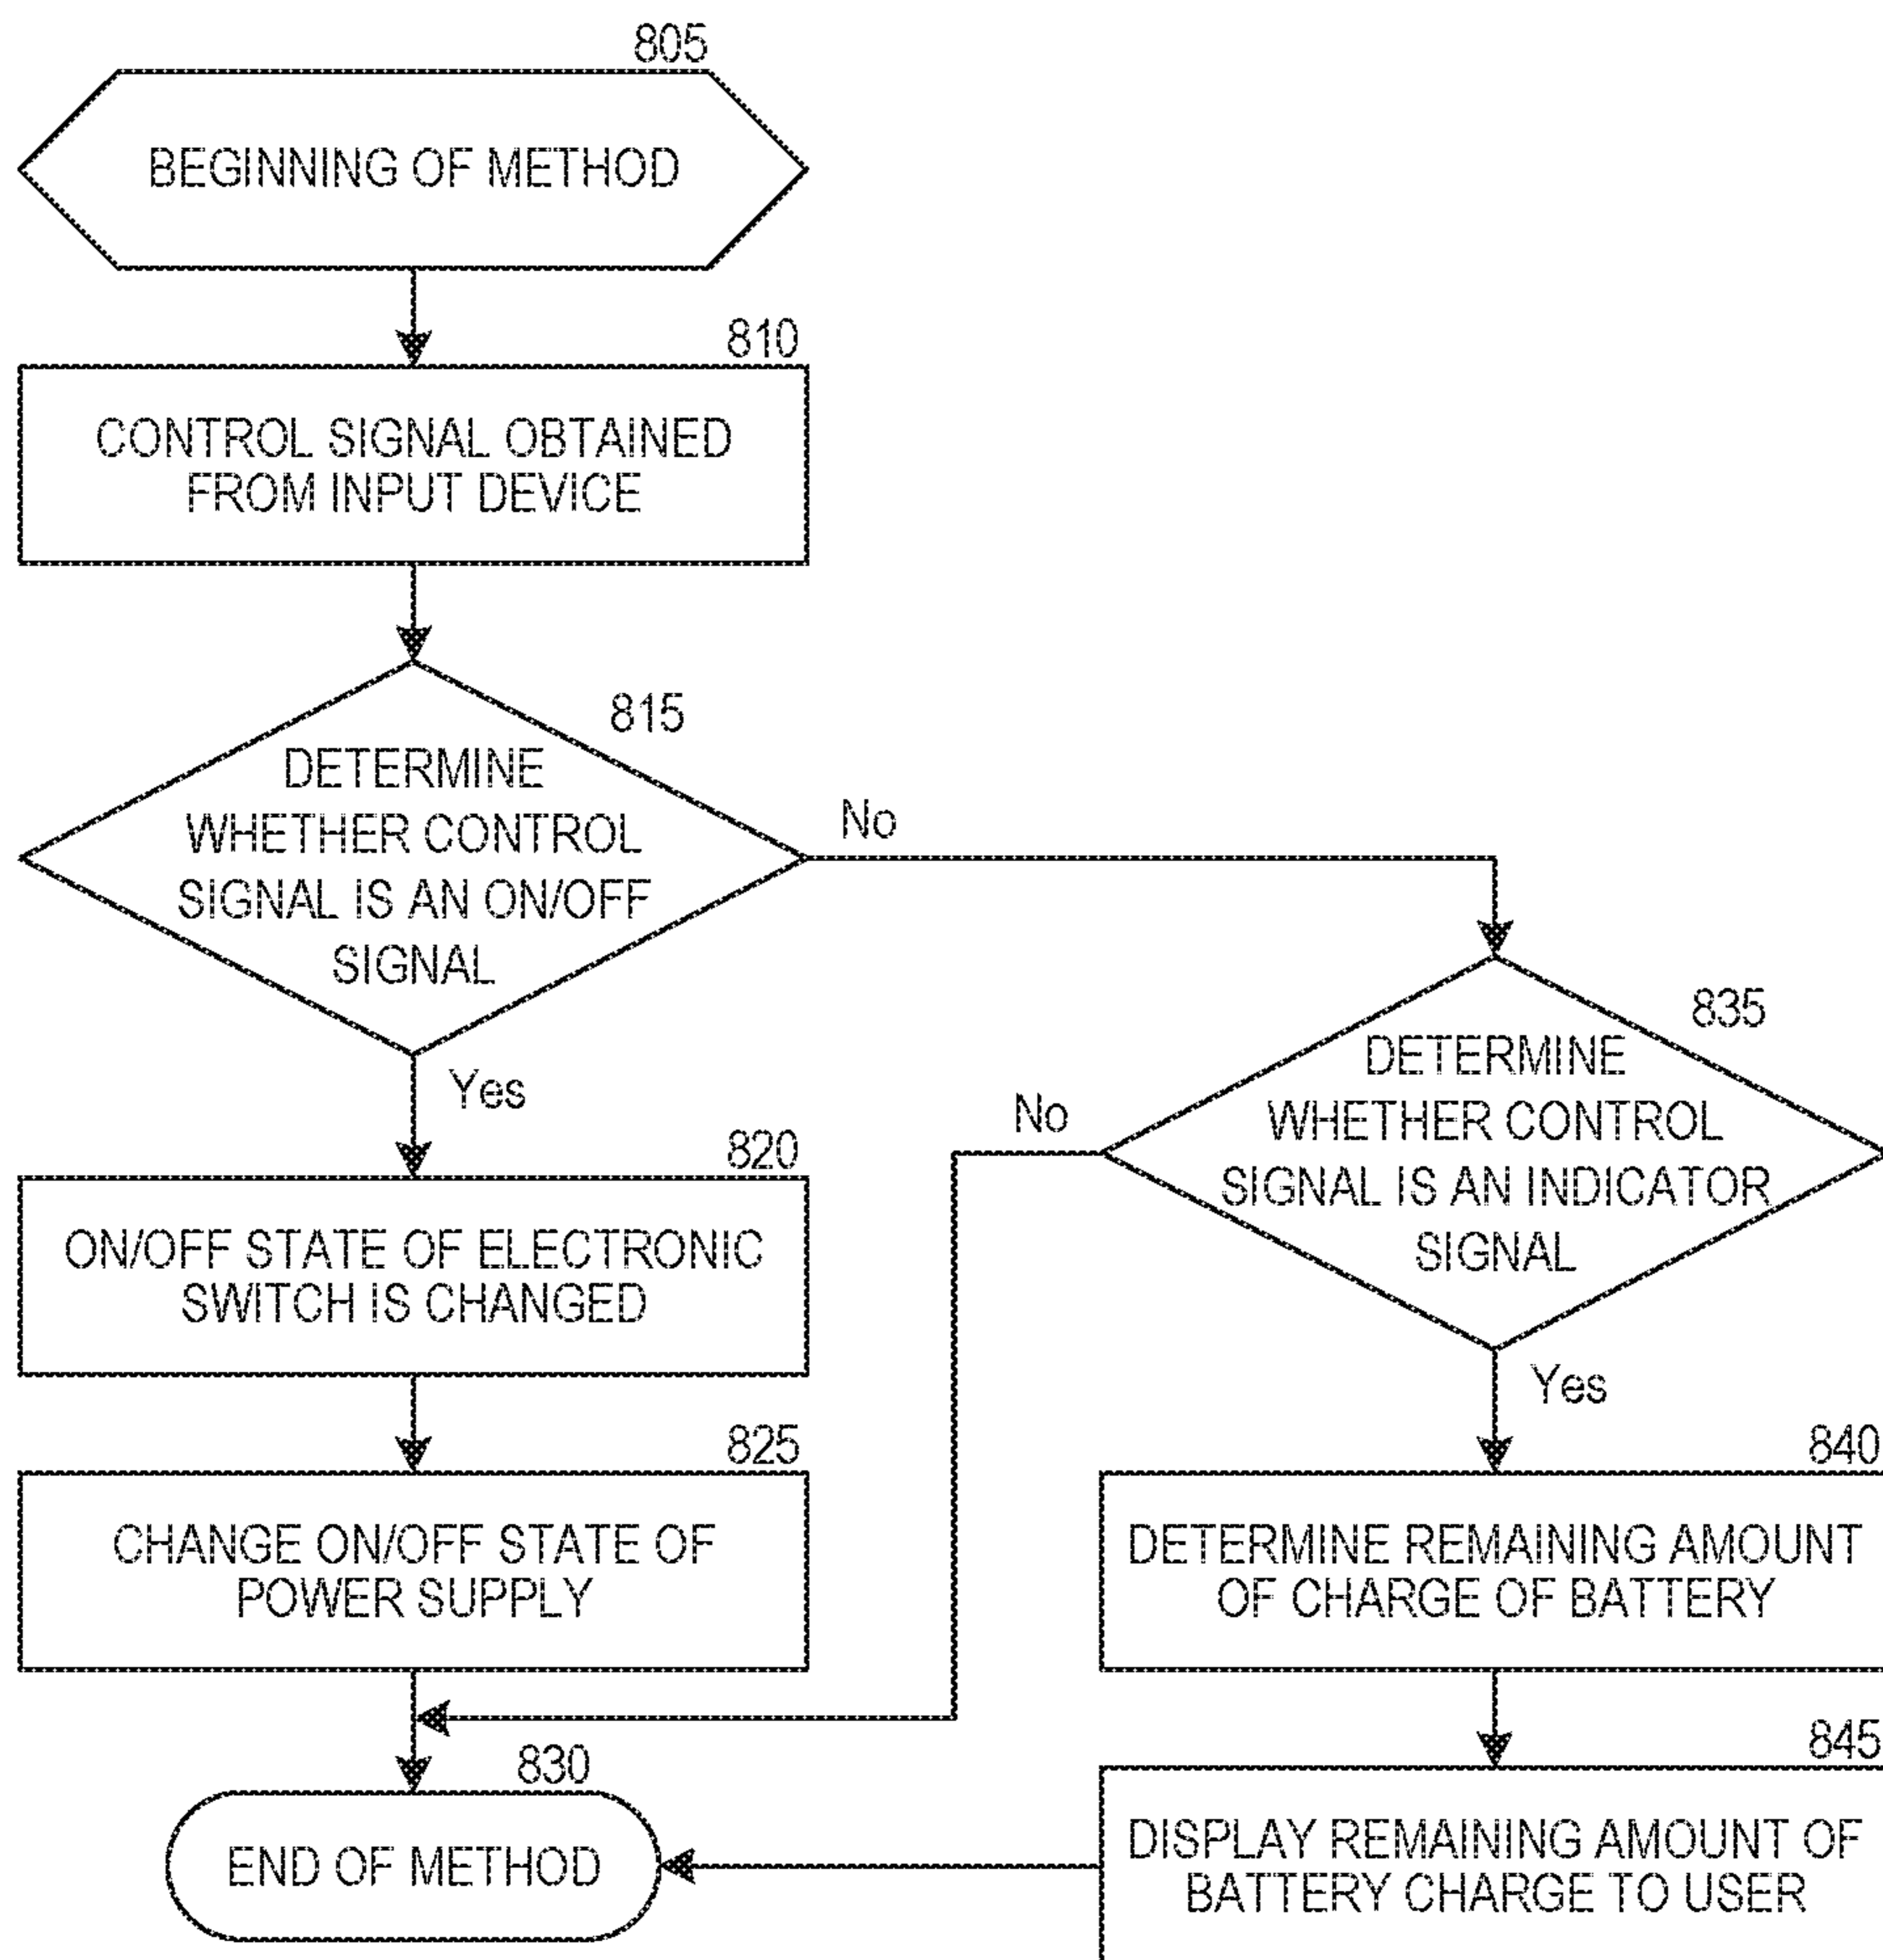 805
BEGINNING OF METHOD
810
CONTROL SIGNAL OBTAINED
FROM INPUT DEVICE
815
DETERMINE
WHETHER CONTROL
SIGNAL IS AN ON/OFF
SIGNAL
No
Yes
820
ON/OFF STATE OF ELECTRONIC
SWITCH IS CHANGED
825
CHANGE ON/OFF STATE OF
POWER SUPPLY
830
END OF METHOD
835
DETERMINE
WHETHER CONTROL
SIGNAL IS AN INDICATOR
SIGNAL
No
Yes
840
DETERMINE REMAINING AMOUNT
OF CHARGE OF BATTERY
845
DISPLAY REMAINING AMOUNT OF
BATTERY CHARGE TO USER